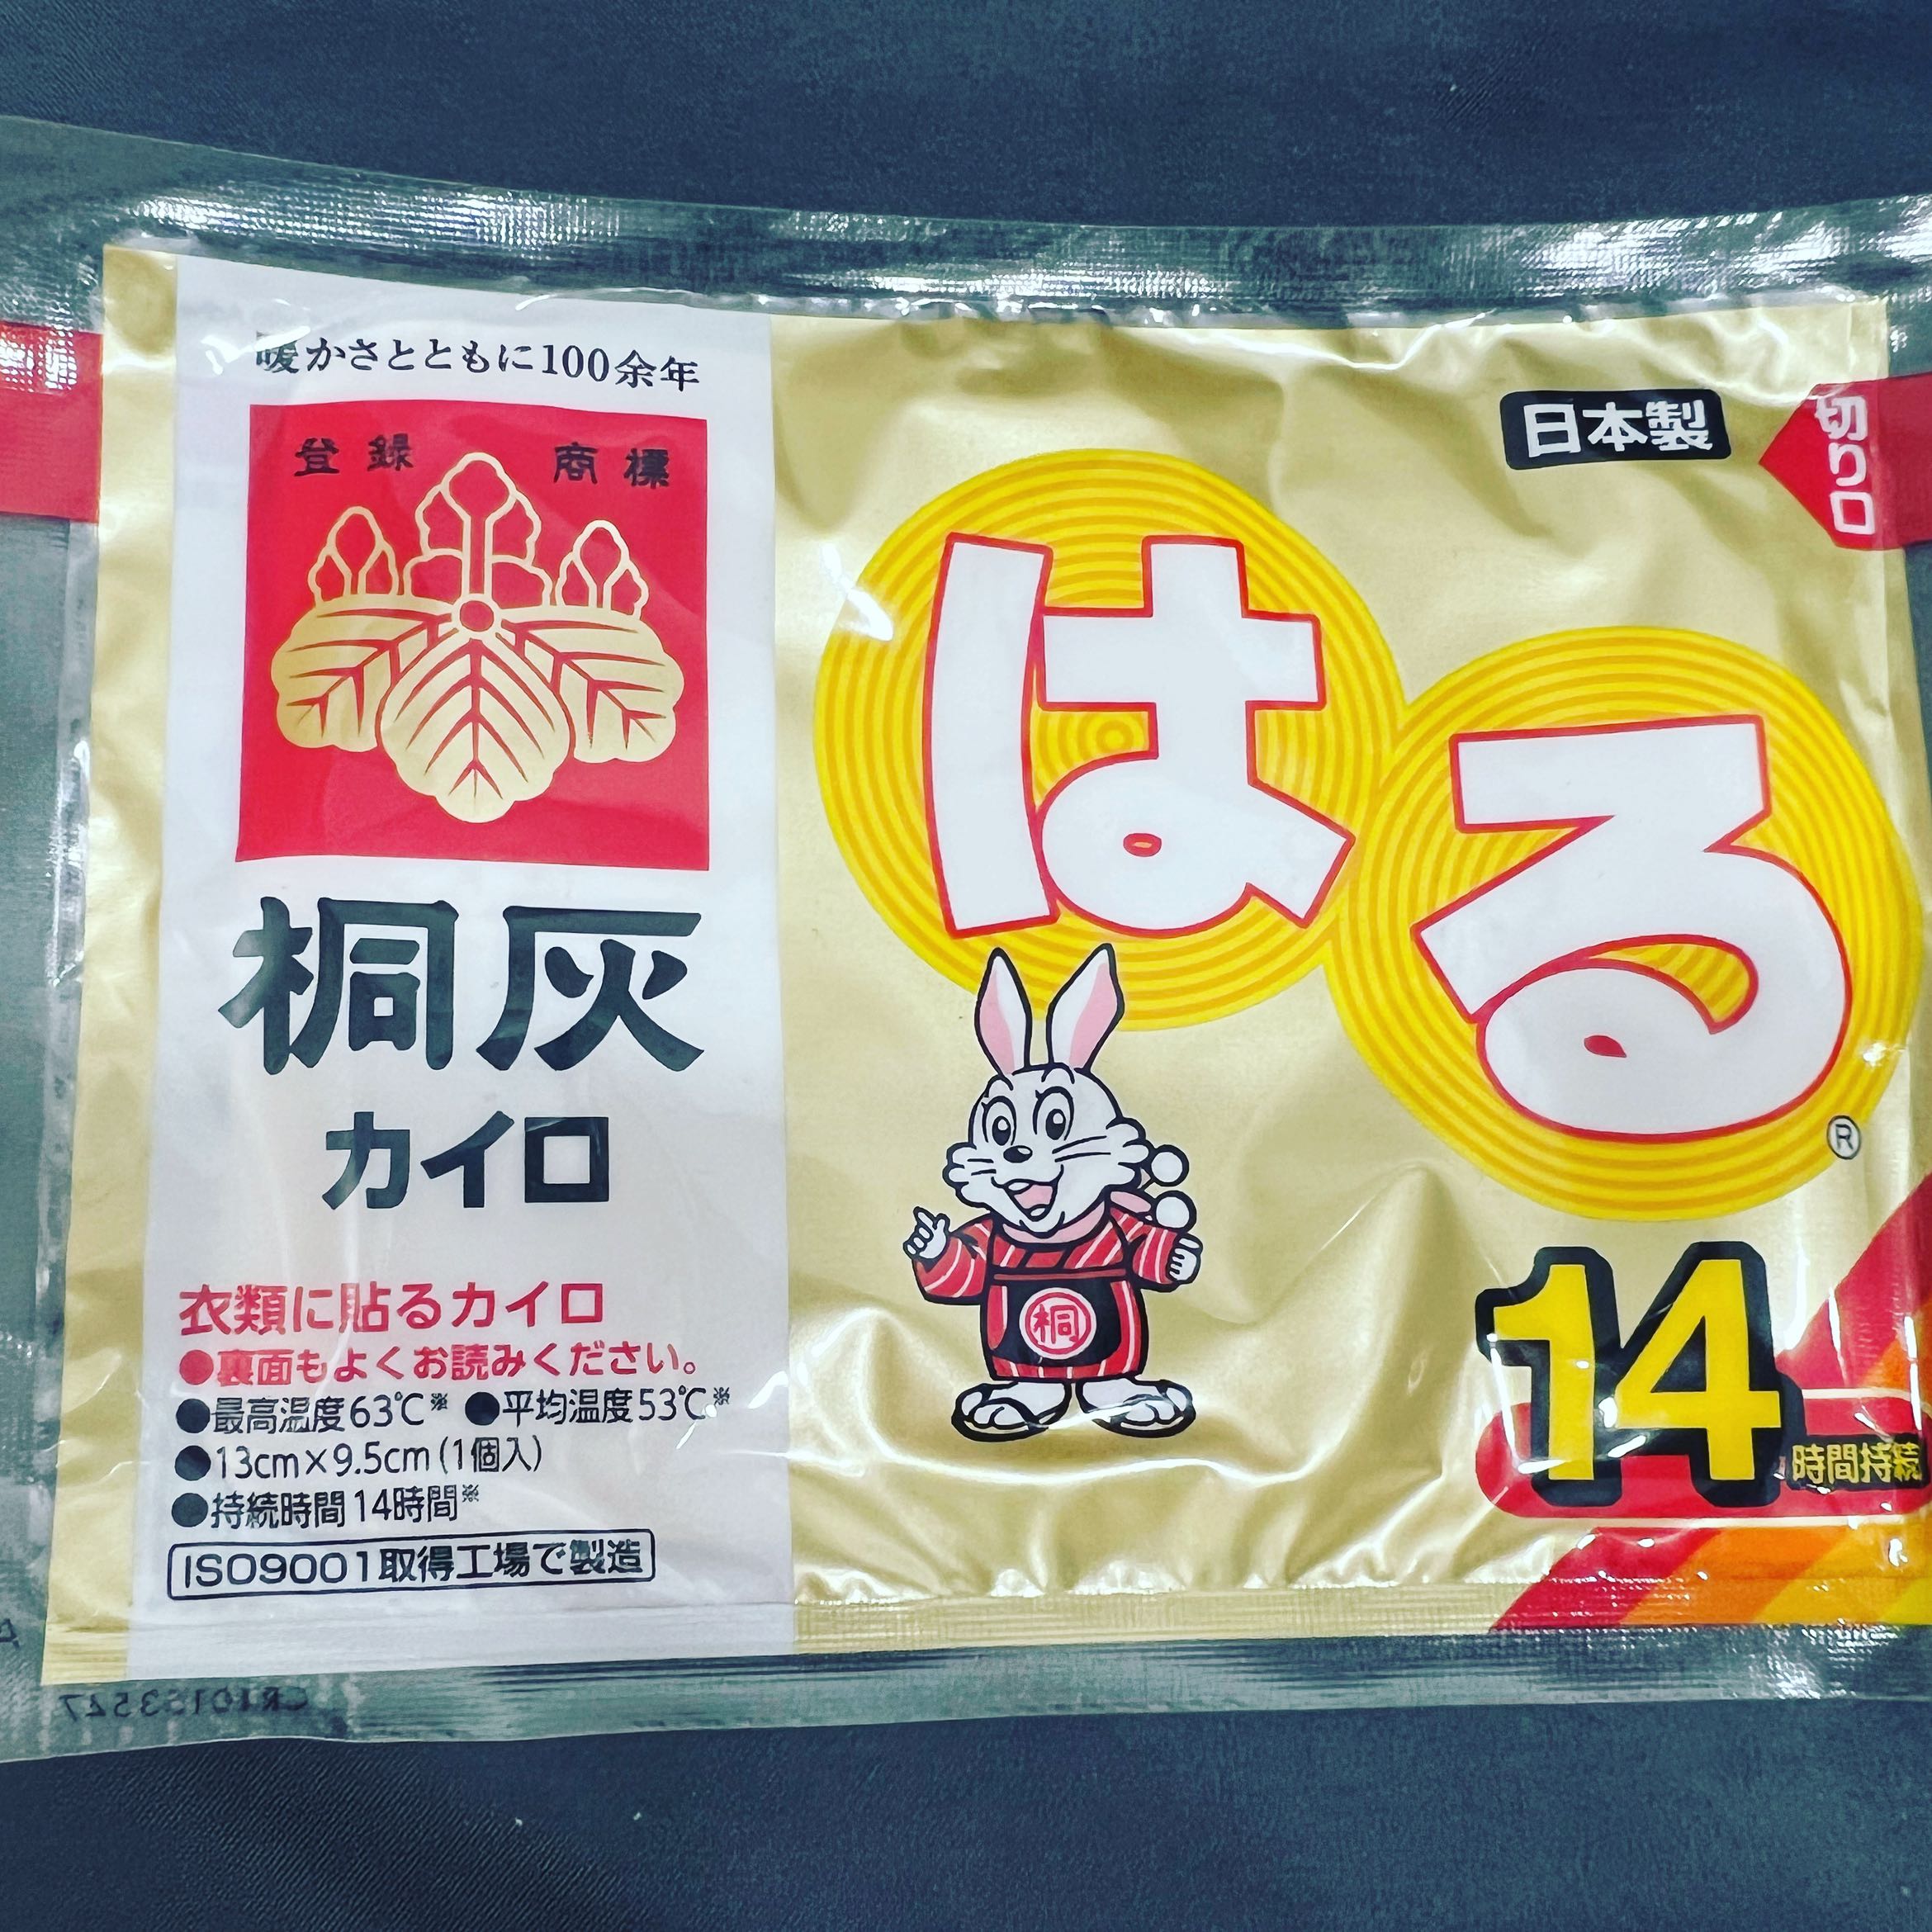 暖かさとともに100余年
登録 商標
桐灰
カイロ
衣類に貼るカイロ
●裏面もよくお読みください。
●最高温度63℃※ ●平均温度53℃※
●13cm×9.5cm(1個入)
●持続時間14時間※
ISO9001取得工場で製造
日本製
切り口
はる®
桐
14
時間持続